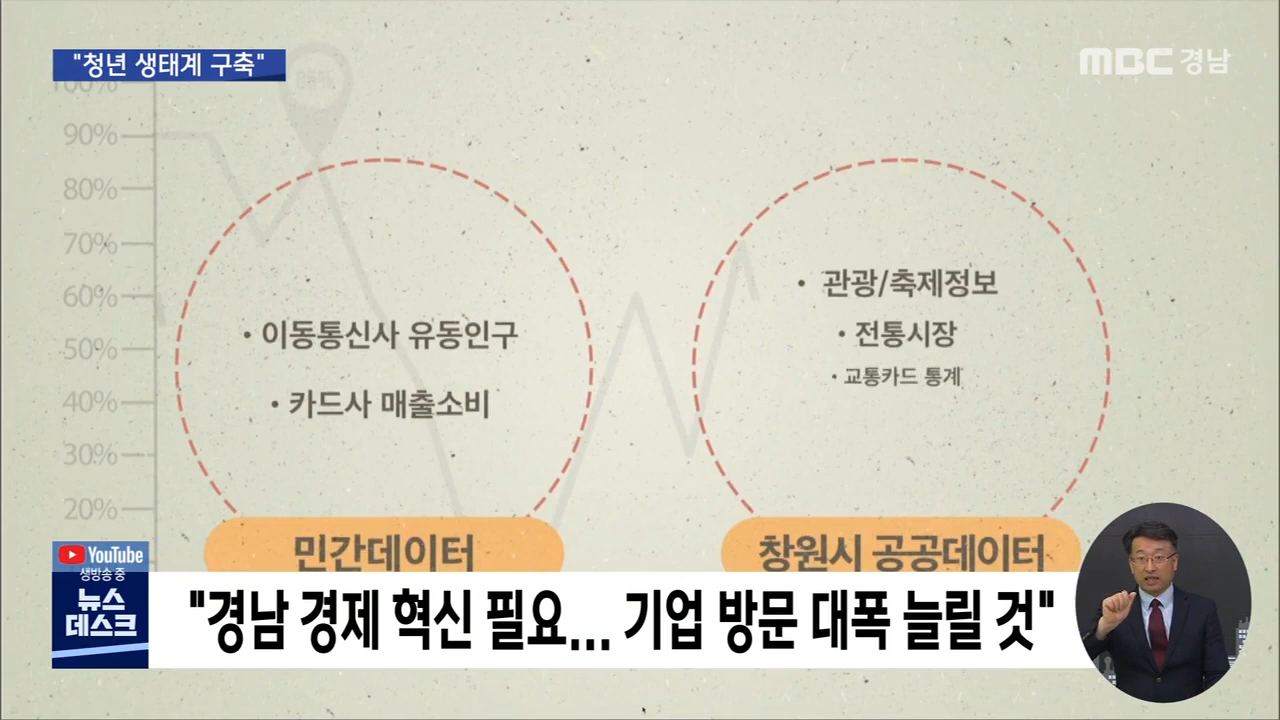 "청년 생태계 구축"
MBC 경남
100%
90%
80%
70%
60%
50%
40%
30%
20%
• 이동통신사 유동인구
• 카드사 매출소비
민간데이터
• 관광/축제정보
• 전통시장
• 교통카드 통계
창원시 공공데이터
YouTube
생방송 중
뉴스
데스크
"경남 경제 혁신 필요... 기업 방문 대폭 늘릴 것"